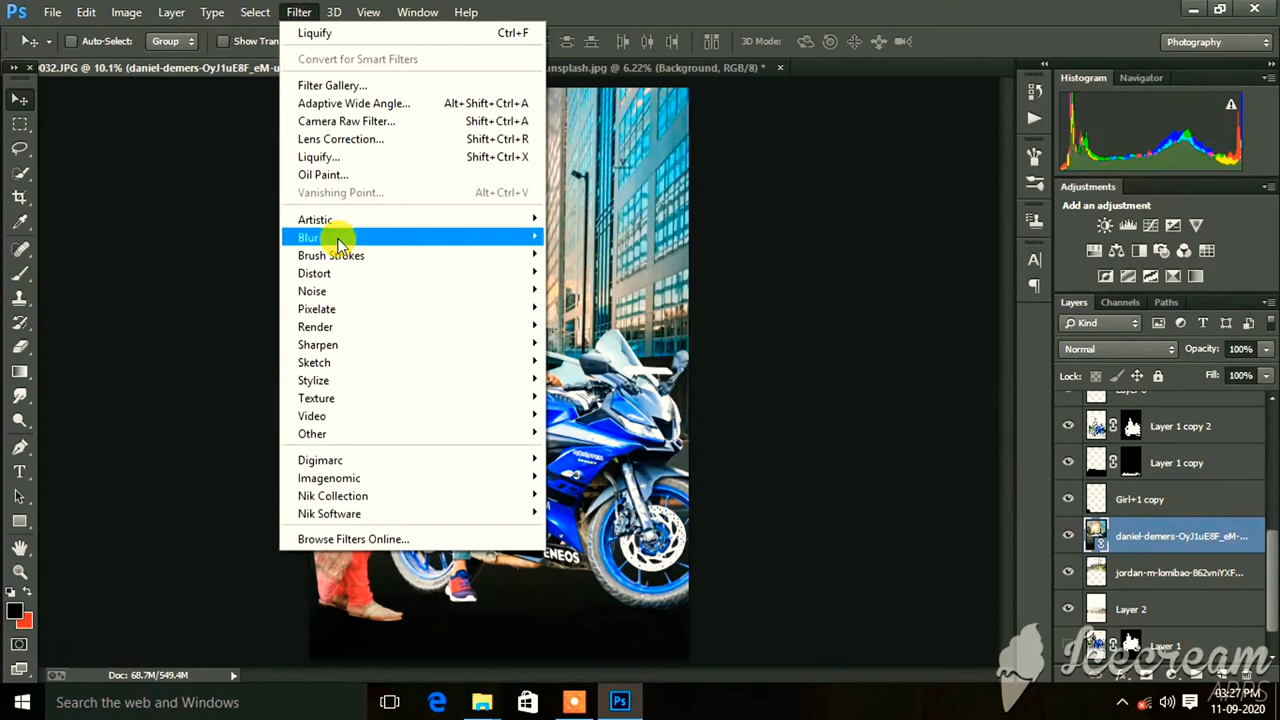 Ps File Edit Image Layer Type Select Filter 3D View Window Help
Auto-Select: Group Show Tran 3D Mode: Photography
032.JPG @ 10.1% (daniel-demers-OyJ1uE8F_eM-u
unsplash.jpg @ 6.22% (Background, RGB/8) *
Liquify Ctrl+F
Convert for Smart Filters
Filter Gallery...
Adaptive Wide Angle... Alt+Shift+Ctrl+A
Camera Raw Filter... Shift+Ctrl+A
Lens Correction... Shift+Ctrl+R
Liquify... Shift+Ctrl+X
Oil Paint...
Vanishing Point... Alt+Ctrl+V
Artistic
Blur
Brush Strokes
Distort
Noise
Pixelate
Render
Sharpen
Sketch
Stylize
Texture
Video
Other
Digimarc
Imagenomic
Nik Collection
Nik Software
Browse Filters Online...
ENEOS
Histogram Navigator
Adjustments
Add an adjustment
Layers Channels Paths
Kind
Normal Opacity: 100%
Lock: Fill: 100%
Layer 1 copy 2
Layer 1 copy
Girl+1 copy
daniel-demers-OyJ1uE8F_eM-...
jordan-m-lomibao-B62vniYXF...
Layer 2
Layer 1
Doc: 68.7M/549.4M
Icecream
APPS
Search the web and Windows
Ps
03:27 PM
11-09-2020